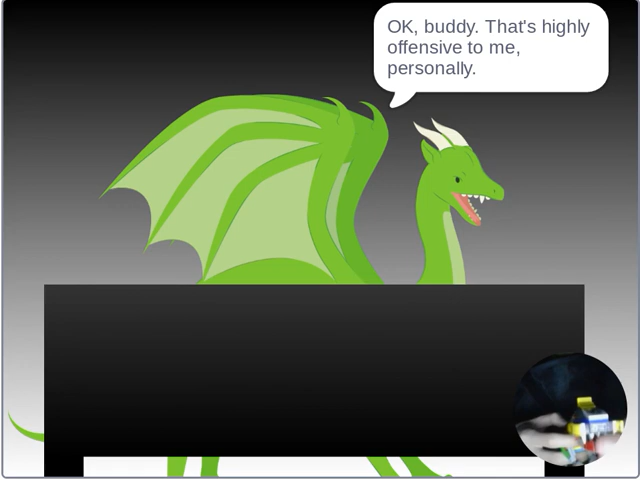 OK, buddy. That's highly
offensive to me,
personally.